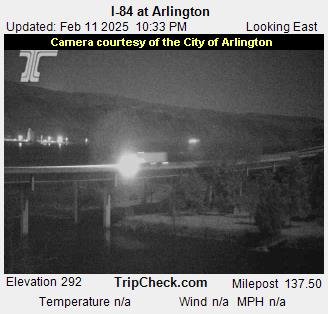 I-84 at Arlington
Updated: Feb 11 2025 10:33 PM Looking East
Camera courtesy of the City of Arlington
Elevation 292 TripCheck.com Milepost 137.50
Temperature n/a Wind n/a MPH n/a